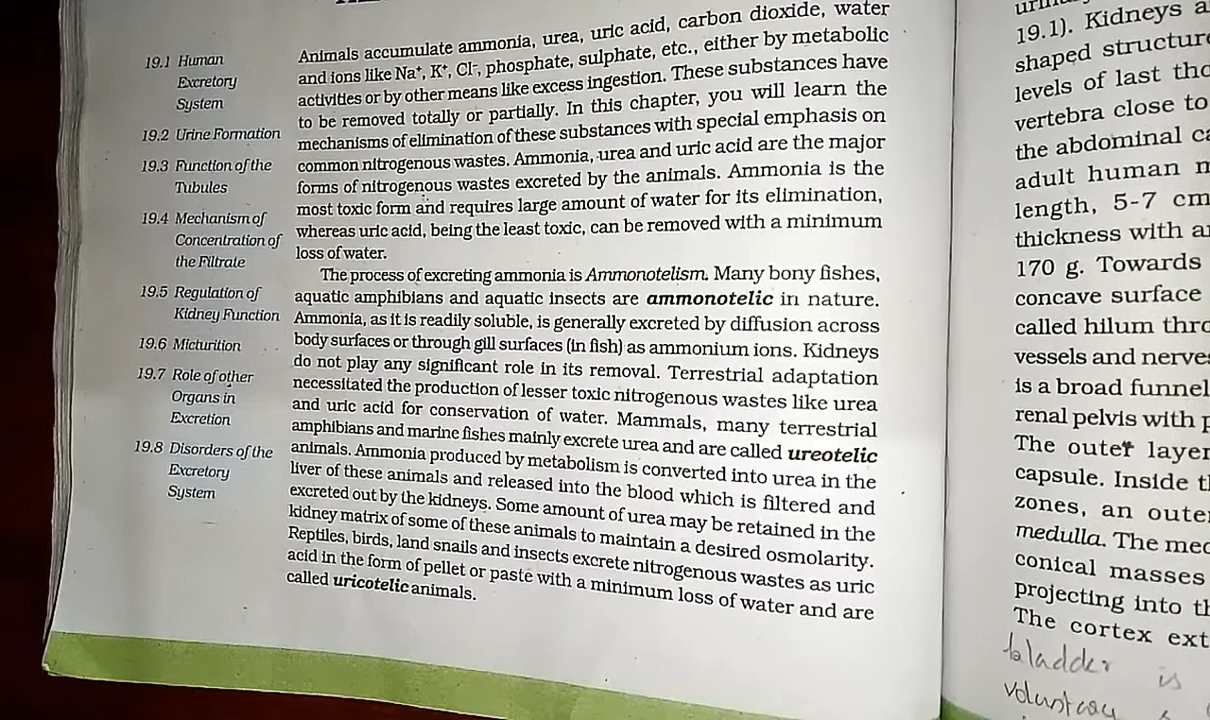 19.1 Human
Excretory
System
19.2 Urine Formation
19.3 Function of the
Tubules
19.4 Mechanism of
Concentration of
the Filtrate
19.5 Regulation of
Kidney Function
19.6 Micturition
19.7 Role of other
Organs in
Excretion
19.8 Disorders of the
Excretory
System
Animals accumulate ammonia, urea, uric acid, carbon dioxide, water
and ions like Na⁺, K⁺, Cl⁻, phosphate, sulphate, etc., either by metabolic
activities or by other means like excess ingestion. These substances have
to be removed totally or partially. In this chapter, you will learn the
mechanisms of elimination of these substances with special emphasis on
common nitrogenous wastes. Ammonia, urea and uric acid are the major
forms of nitrogenous wastes excreted by the animals. Ammonia is the
most toxic form and requires large amount of water for its elimination,
whereas uric acid, being the least toxic, can be removed with a minimum
loss of water.
The process of excreting ammonia is Ammonotelism. Many bony fishes,
aquatic amphibians and aquatic insects are ammonotelic in nature.
Ammonia, as it is readily soluble, is generally excreted by diffusion across
body surfaces or through gill surfaces (in fish) as ammonium ions. Kidneys
do not play any significant role in its removal. Terrestrial adaptation
necessitated the production of lesser toxic nitrogenous wastes like urea
and uric acid for conservation of water. Mammals, many terrestrial
amphibians and marine fishes mainly excrete urea and are called ureotelic
animals. Ammonia produced by metabolism is converted into urea in the
liver of these animals and released into the blood which is filtered and
excreted out by the kidneys. Some amount of urea may be retained in the
kidney matrix of some of these animals to maintain a desired osmolarity.
Reptiles, birds, land snails and insects excrete nitrogenous wastes as uric
acid in the form of pellet or paste with a minimum loss of water and are
called uricotelic animals.
19.1). Kidneys
shaped
levels of last
vertebra close to
the abdominal
adult human
length, 5-7 cm
thickness with
170 g. Towards
concave surface
called hilum
vessels and
is a broad funnel
renal pelvis with
The outer layer
capsule. Inside
zones, an
medulla. The
conical masses
projecting into
The cortex
bladder is